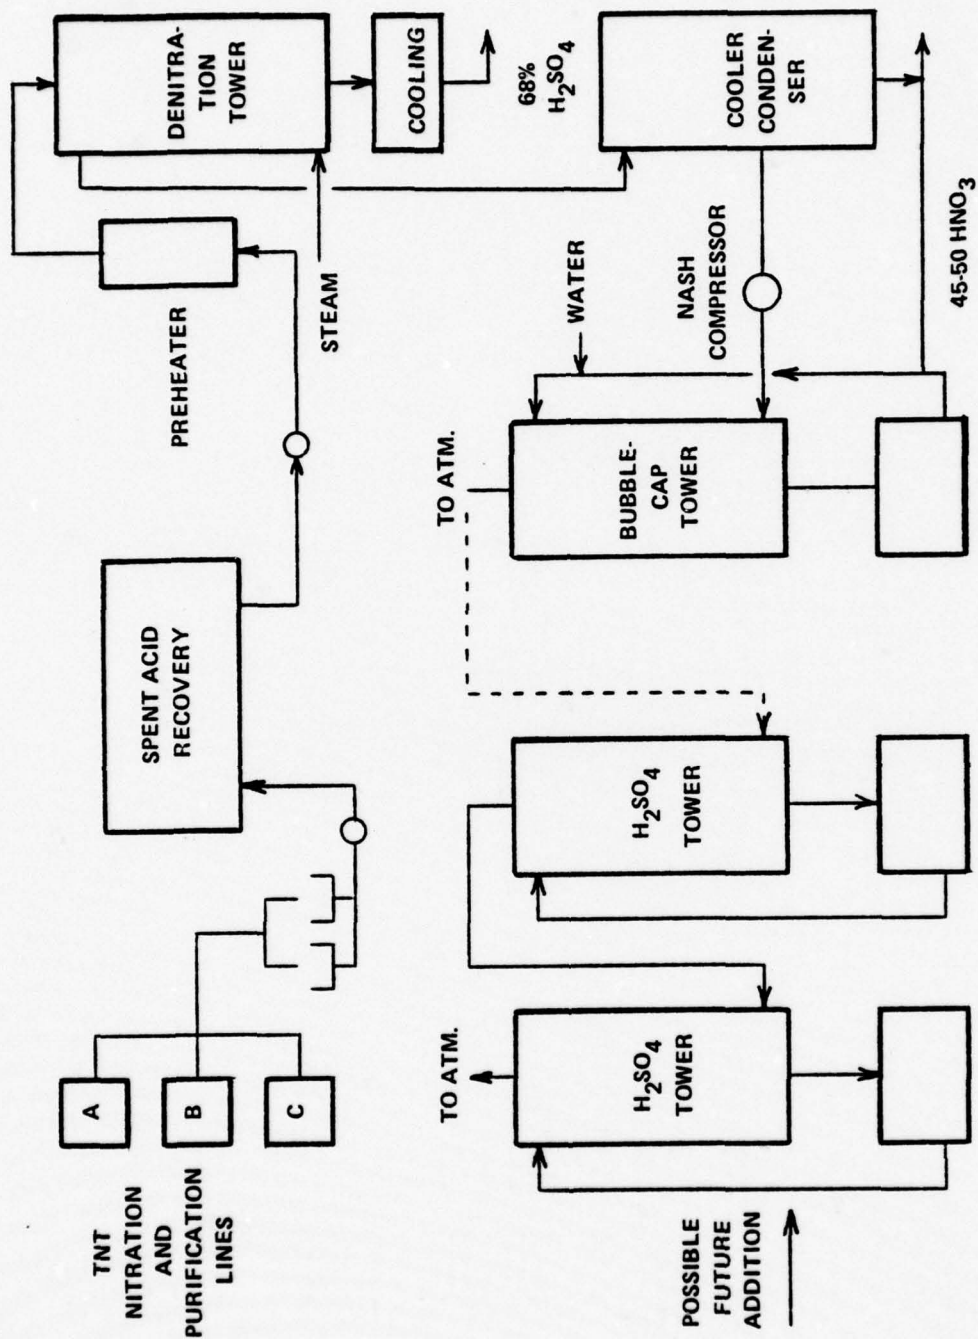 TNT
NITRATION
AND
PURIFICATION
LINES
A
B
C
SPENT ACID
RECOVERY
PREHEATER
STEAM
DENITRA-
TION
TOWER
COOLING
68%
H₂SO₄
COOLER
CONDEN-
SER
45-50 HNO₃
NASH
COMPRESSOR
WATER
TO ATM.
BUBBLE-
CAP
TOWER
H₂SO₄
TOWER
TO ATM.
H₂SO₄
TOWER
POSSIBLE
FUTURE
ADDITION